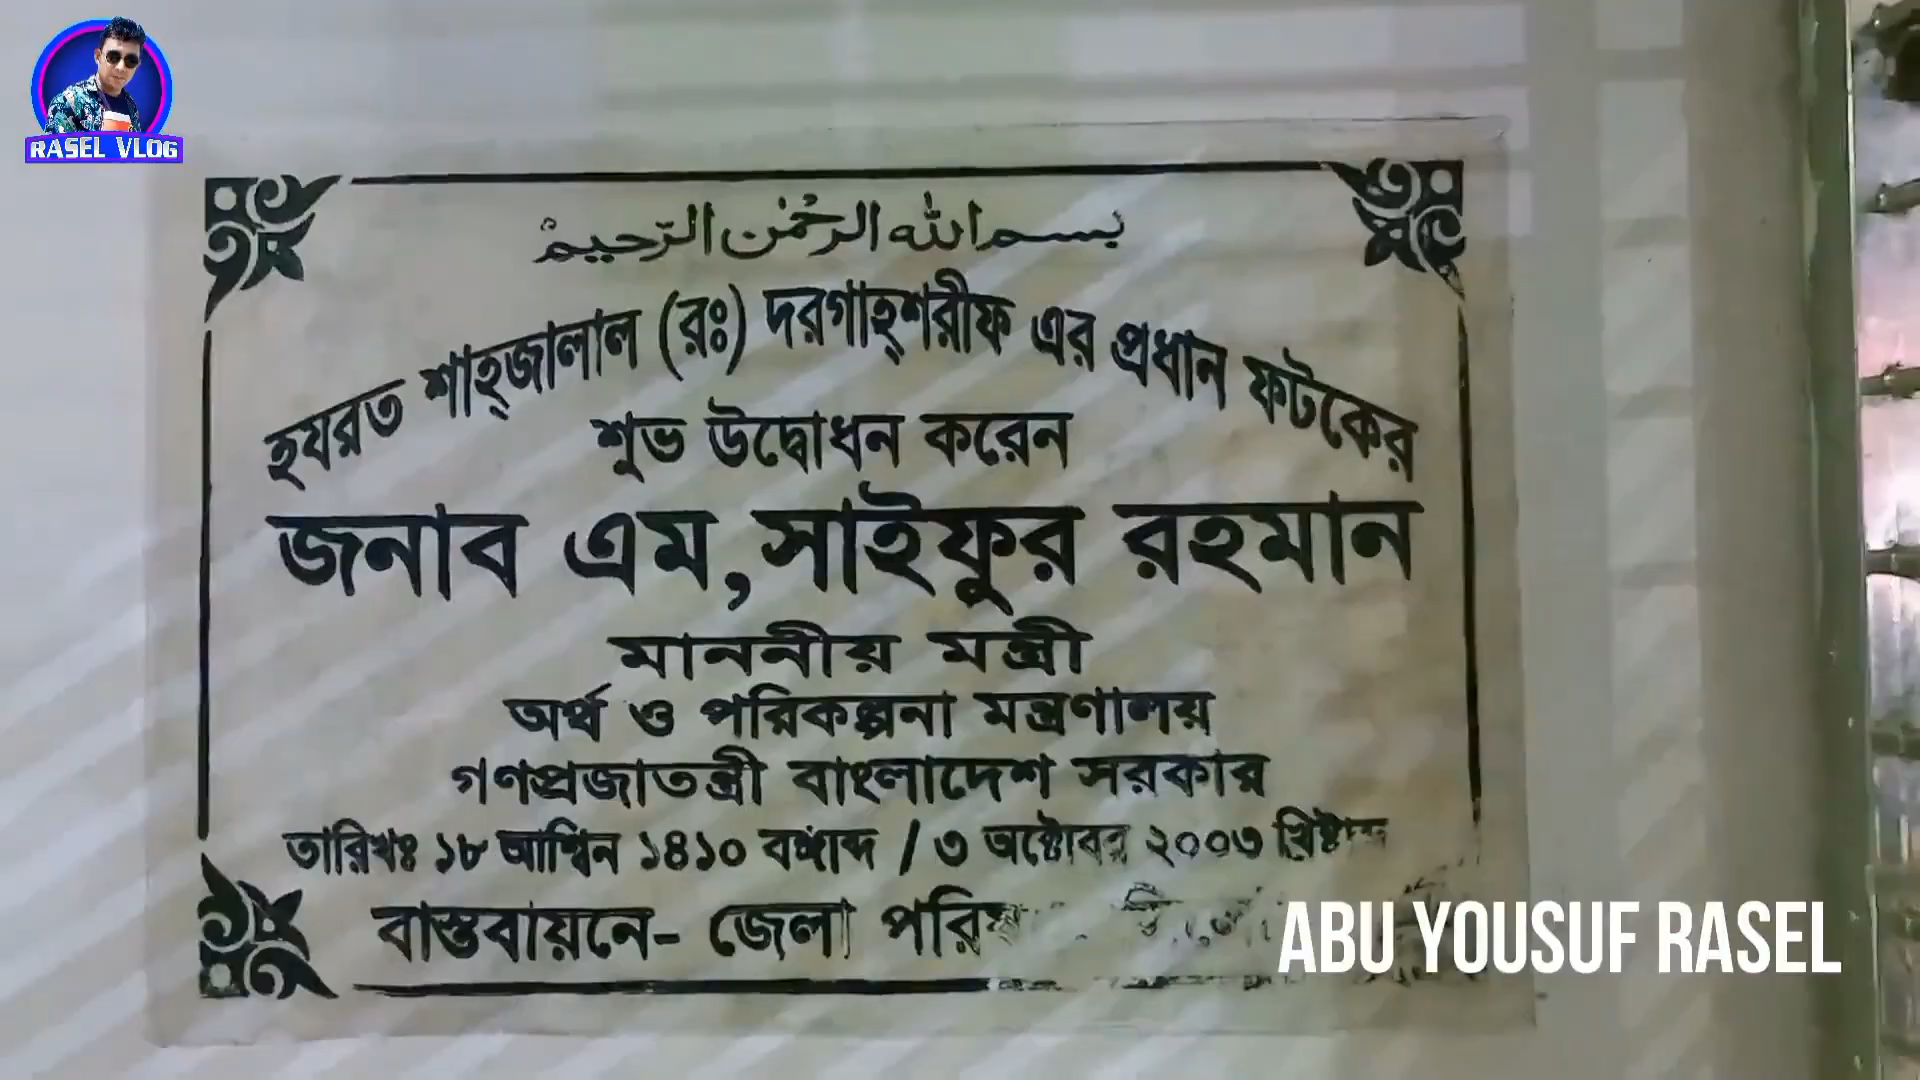 RASEL VLOG
بسم الله الرحمن الرحيم
হযরত শাহ্জালাল (রঃ) দরগাহ্শরীফ এর প্রধান ফটকের
শুভ উদ্বোধন করেন
জনাব এম,সাইফুর রহমান
মাননীয় মন্ত্রী
অর্থ ও পরিকল্পনা মন্ত্রণালয়
গণপ্রজাতন্ত্রী বাংলাদেশ সরকার
তারিখঃ ১৮ আশ্বিন ১৪১০ বঙ্গাব্দ / ৩ অক্টোবর ২০০৩ খ্রিষ্টাব্দ
বাস্তবায়নে- জেলা
ABU YOUSUF RASEL